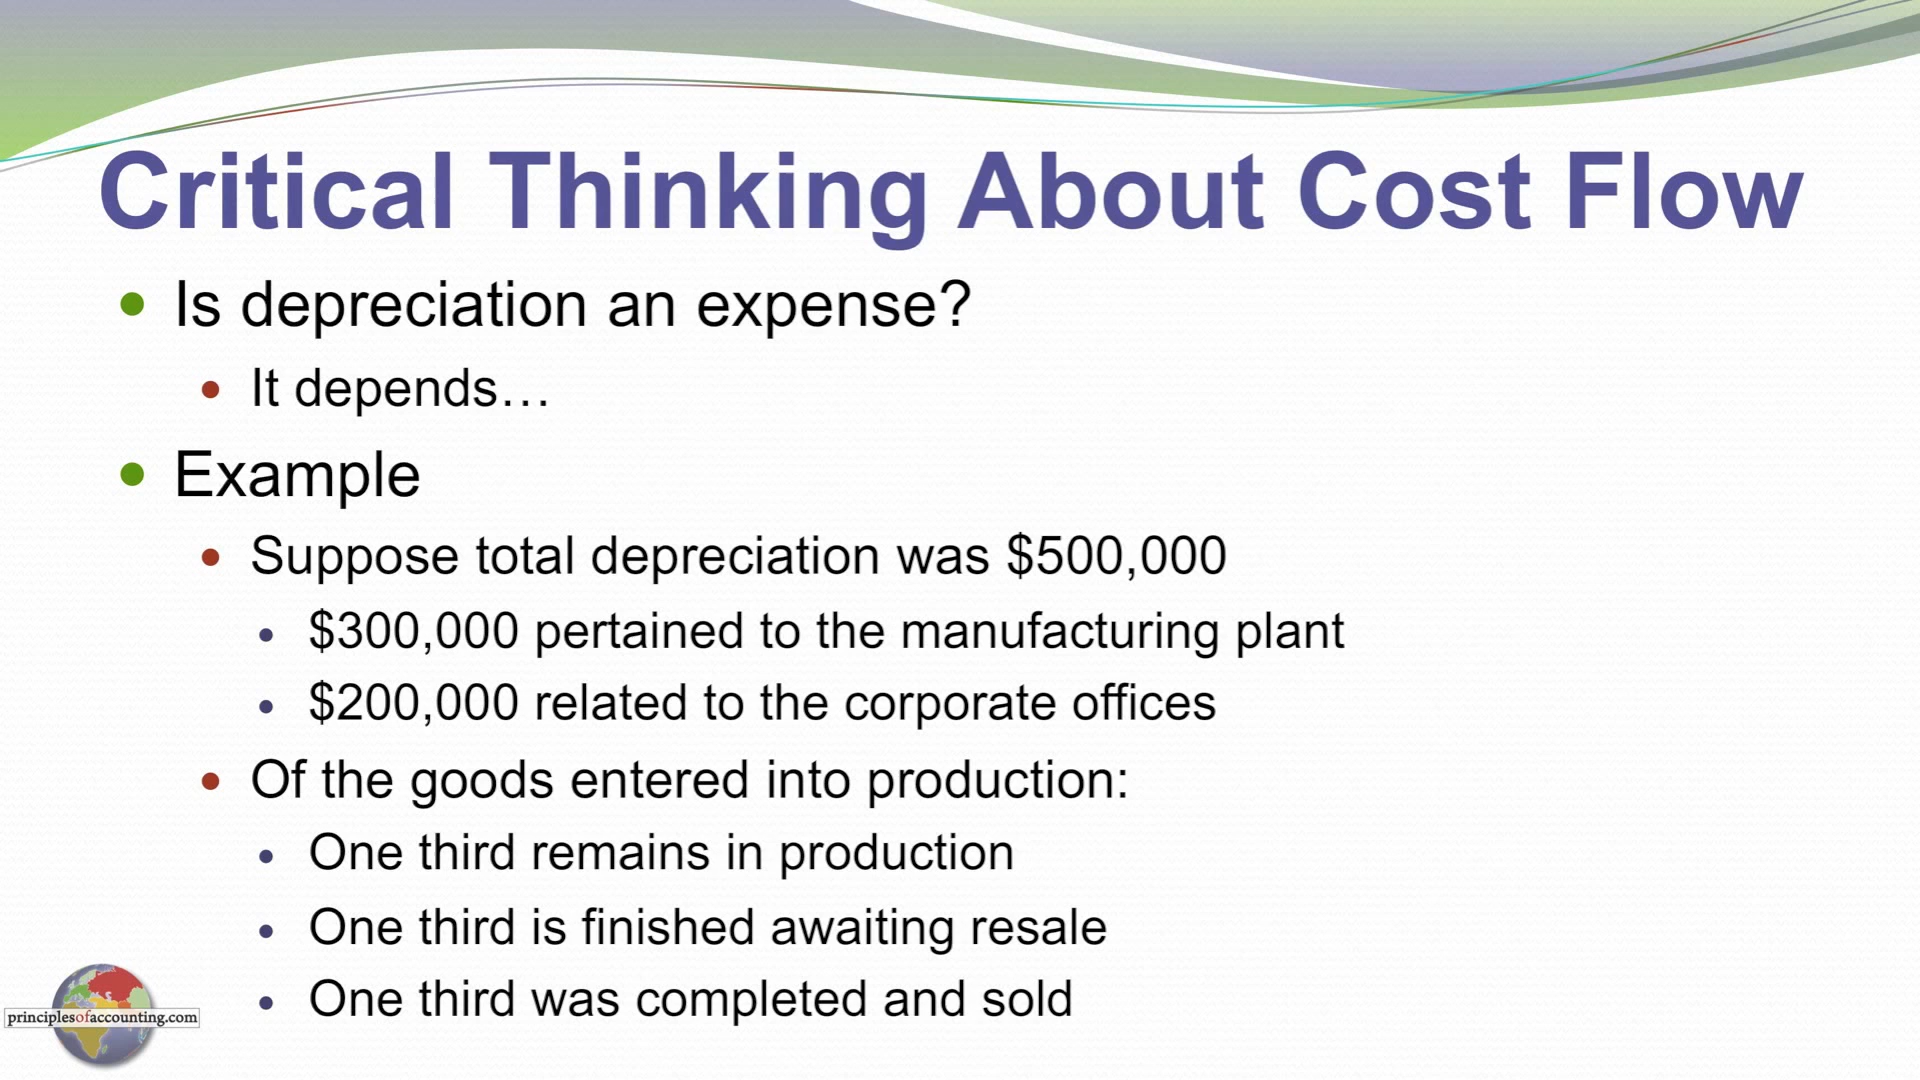 Critical Thinking About Cost Flow
Is depreciation an expense?
It depends…
Example
Suppose total depreciation was $500,000
$300,000 pertained to the manufacturing plant
$200,000 related to the corporate offices
Of the goods entered into production:
One third remains in production
One third is finished awaiting resale
One third was completed and sold
principlesofaccounting.com